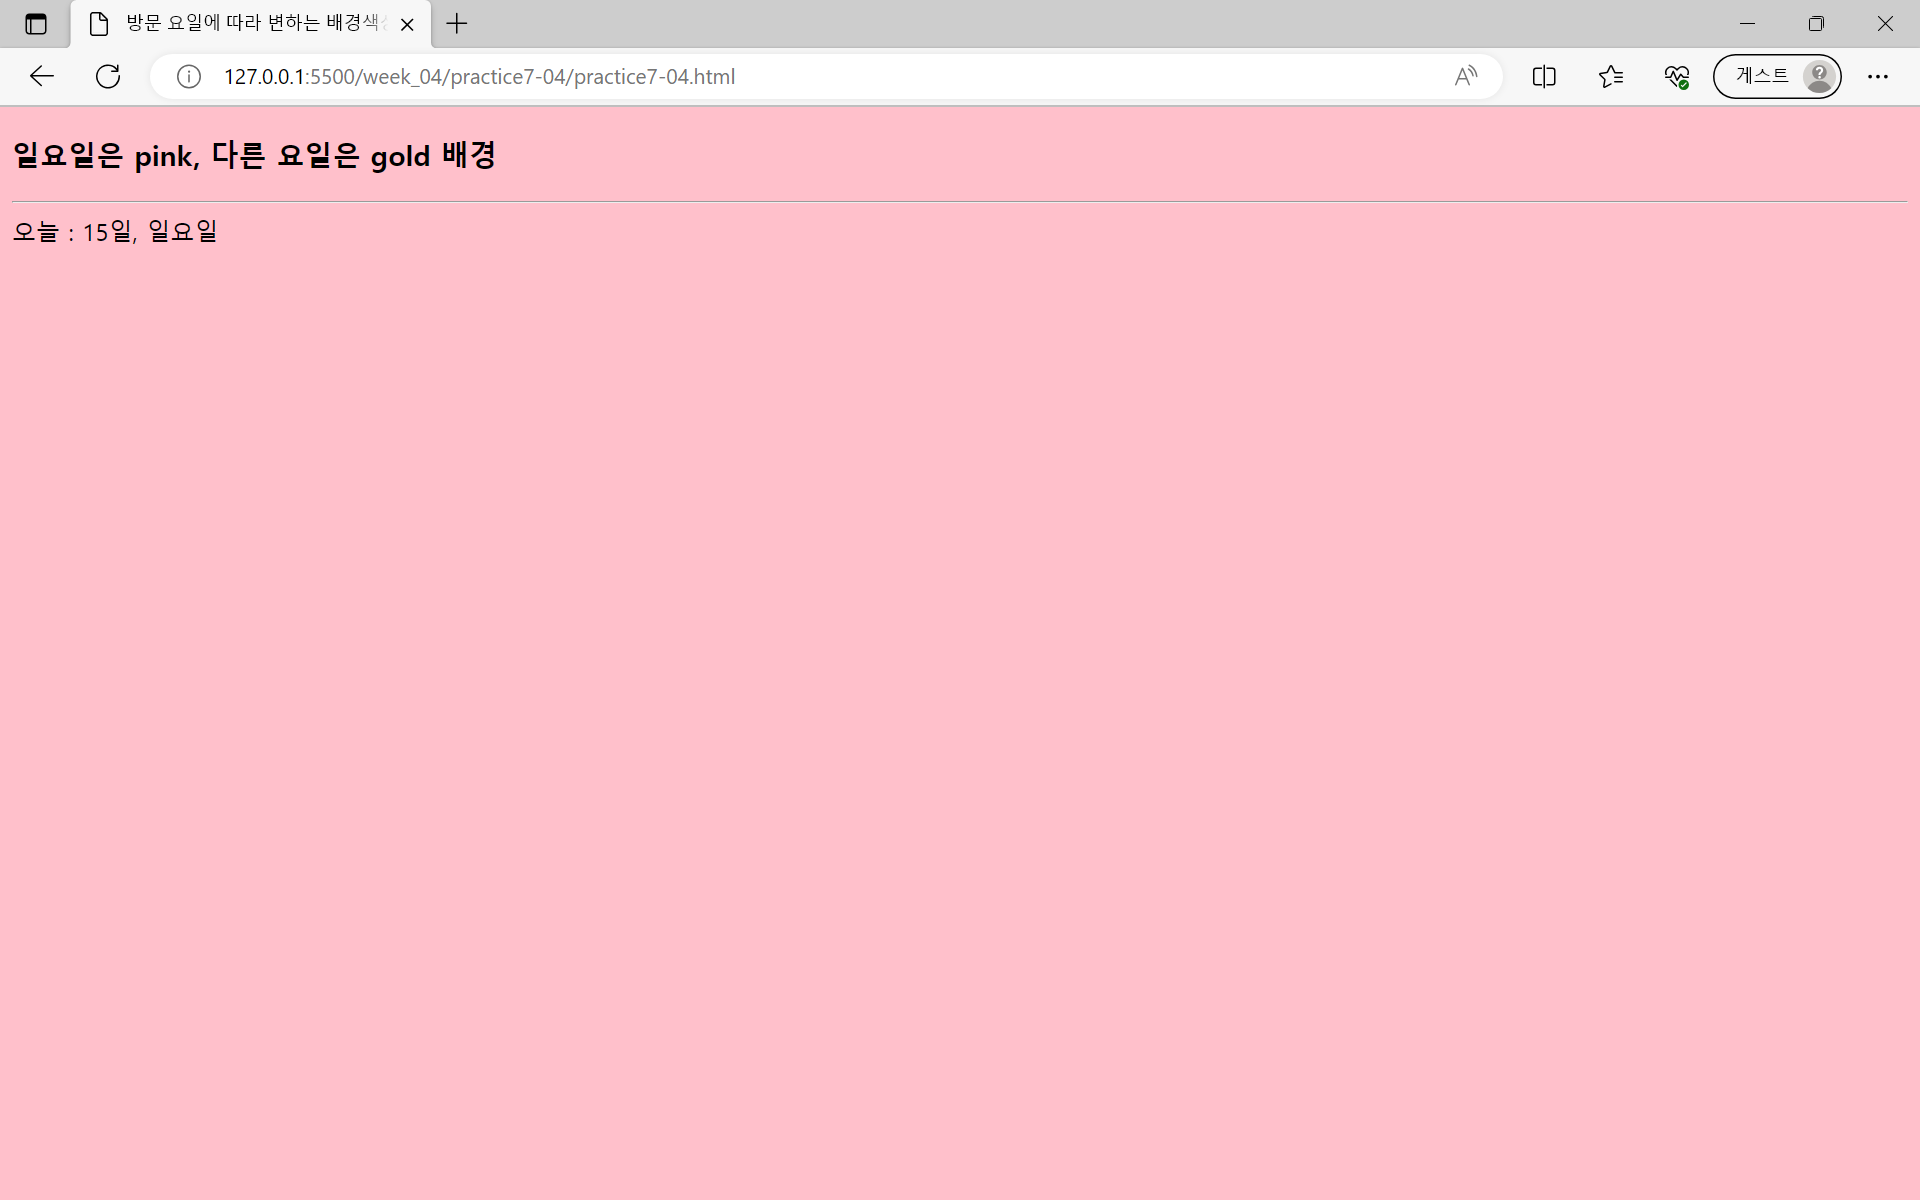 방문 요일에 따라 변하는 배경색
127.0.0.1:5500/week_04/practice7-04/practice7-04.html
게스트
일요일은 pink, 다른 요일은 gold 배경
오늘 : 15일, 일요일